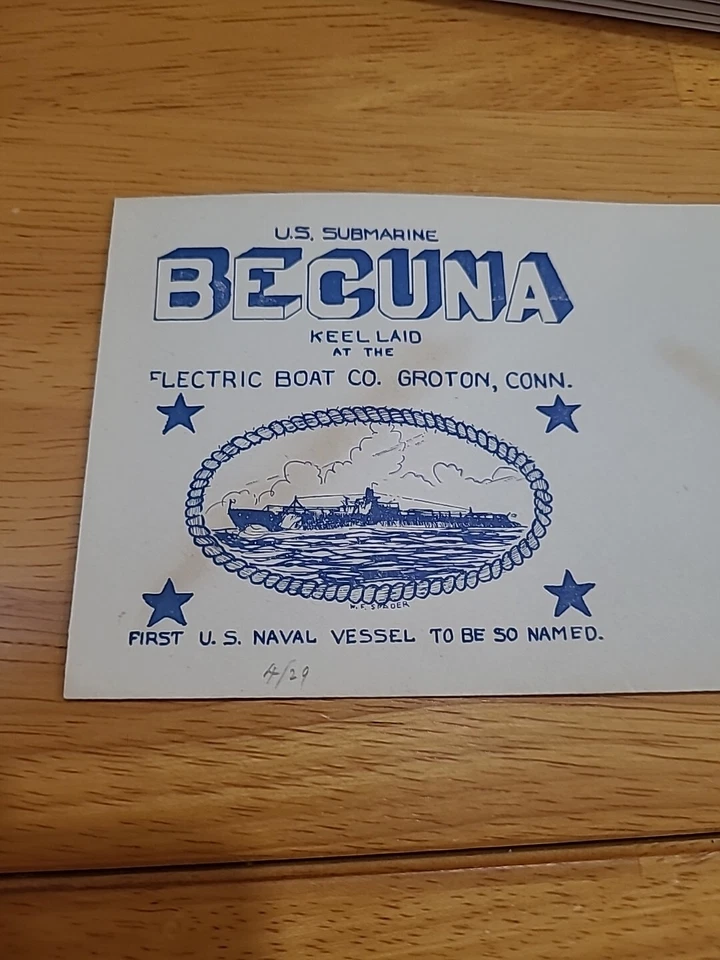 U.S. SUBMARINE
BECUNA
KEEL LAID
AT THE
ELECTRIC BOAT CO. GROTON, CONN.
W. F. SPADER
FIRST U. S. NAVAL VESSEL TO BE SO NAMED.
4/29